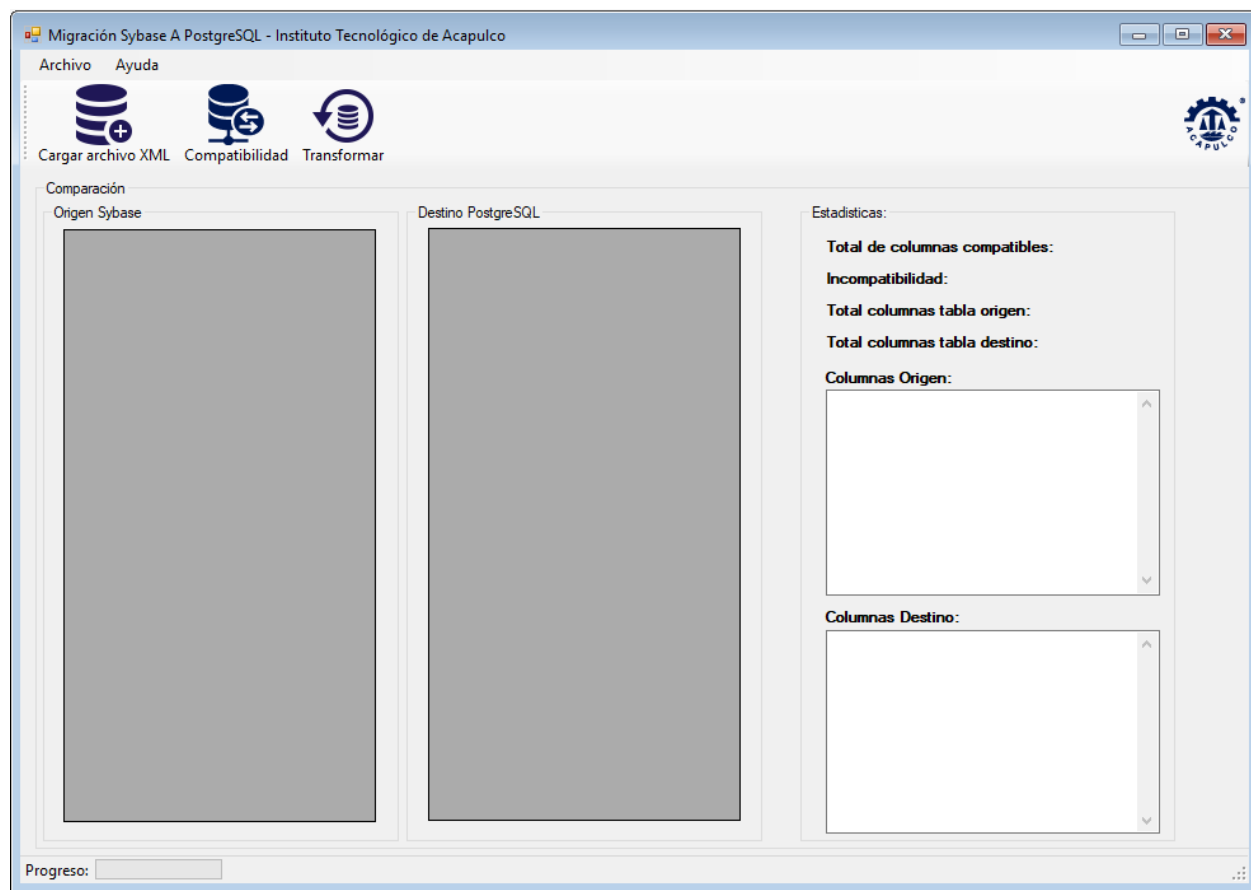 Migración Sybase A PostgreSQL - Instituto Tecnológico de Acapulco
Archivo Ayuda
Cargar archivo XML Compatibilidad Transformar
ACAPULCO
Comparación
Origen Sybase
Destino PostgreSQL
Estadisticas:
Total de columnas compatibles:
Incompatibilidad:
Total columnas tabla origen:
Total columnas tabla destino:
Columnas Origen:
Columnas Destino:
Progreso: